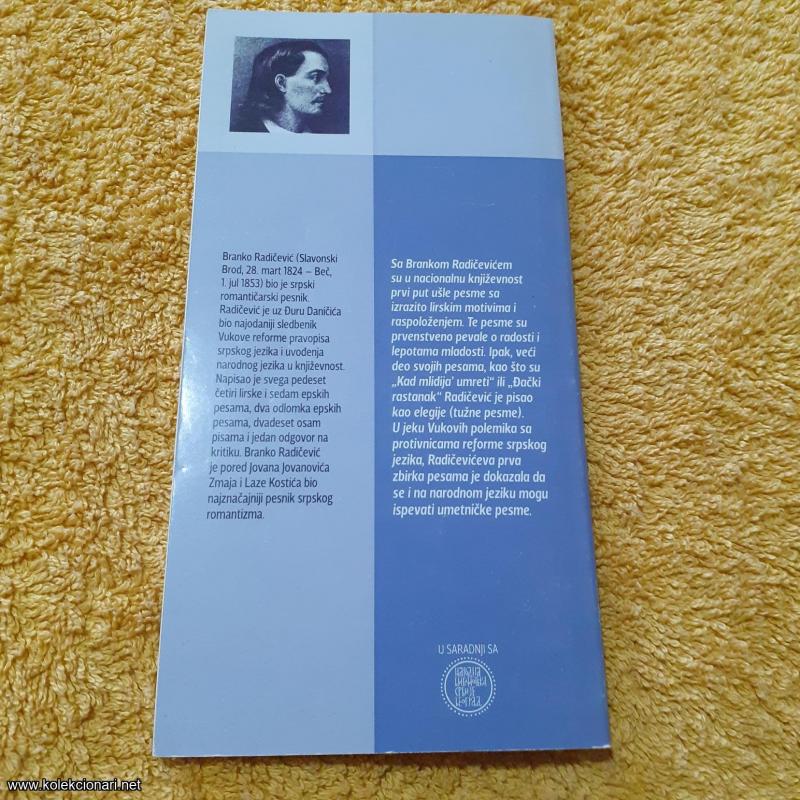 Branko Radičević (Slavonski
Brod, 28. mart 1824 – Beč,
1. jul 1853) bio je srpski
romantičarski pesnik.
Radičević je uz Đuru Daničića
bio najodaniji sledbenik
Vukove reforme pravopisa
srpskog jezika i uvođenja
narodnog jezika u književnost.
Napisao je svega pedeset
četiri lirske i sedam epskih
pesama, dva odlomka epskih
pesama, dvadeset osam
pisama i jedan odgovor na
kritiku. Branko Radičević
je pored Jovana Jovanovića
Zmaja i Laze Kostića bio
najznačajniji pesnik srpskog
romantizma.
Sa Brankom Radičevićem
su u nacionalnu književnost
prvi put ušle pesme sa
izrazito lirskim motivima i
raspoloženjem. Te pesme su
prvenstveno pevale o radosti i
lepotama mladosti. Ipak, veći
deo svojih pesama, kao što su
„Kad mlidija’ umreti“ ili „Đački
rastanak“ Radičević je pisao
kao elegije (tužne pesme).
U jeku Vukovih polemika sa
protivnicama reforme srpskog
jezika, Radičevićeva prva
zbirka pesama je dokazala da
se i na narodnom jeziku mogu
ispevati umetničke pesme.
U SARADNJI SA
www.kolekcionari.net